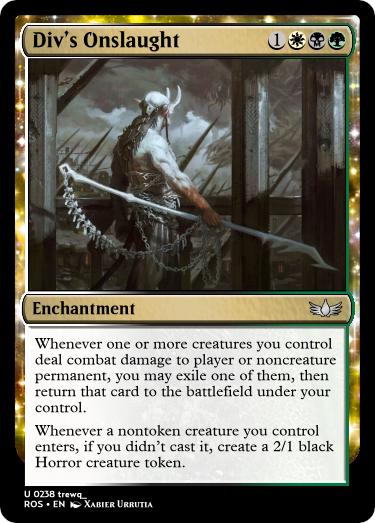 Div's Onslaught 1
Enchantment
Whenever one or more creatures you control
deal combat damage to player or noncreature
permanent, you may exile one of them, then
return that card to the battlefield under your
control.
Whenever a nontoken creature you control
enters, if you didn't cast it, create a 2/1 black
Horror creature token.
U 0238 trewq_
ROS • EN Xabier Urrutia